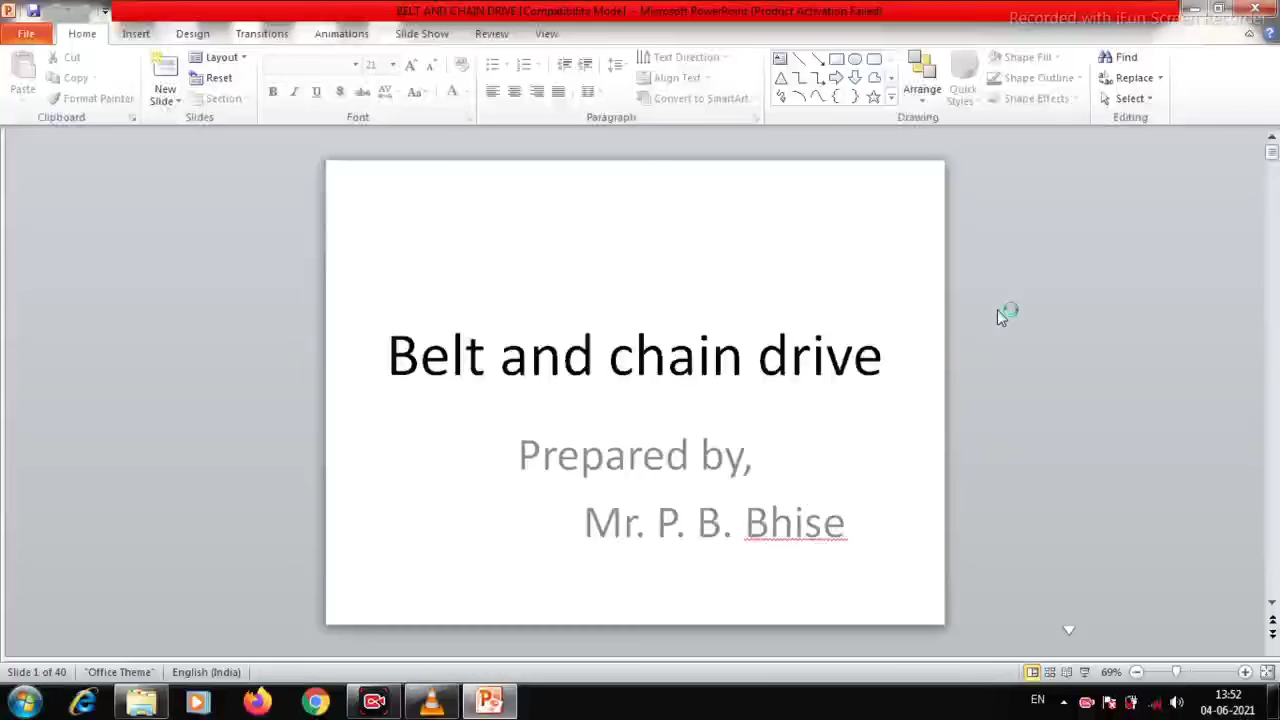 BELT AND CHAIN DRIVE [Compatibility Mode] - Microsoft PowerPoint (Product Activation Failed)
Recorded with iFun Screen Recorder
File Home Insert Design Transitions Animations Slide Show Review View
Cut
Copy
Format Painter
Paste
Clipboard
New
Slide
Layout
Reset
Section
Slides
21
B I U S abc AV Aa A
Font
Text Direction
Align Text
Convert to SmartArt
Paragraph
Arrange
Quick
Styles
Shape Fill
Shape Outline
Shape Effects
Drawing
Find
Replace
Select
Editing
Belt and chain drive
Prepared by,
Mr. P. B. Bhise
Slide 1 of 40 "Office Theme" English (India) 69%
EN 13:52
04-06-2021